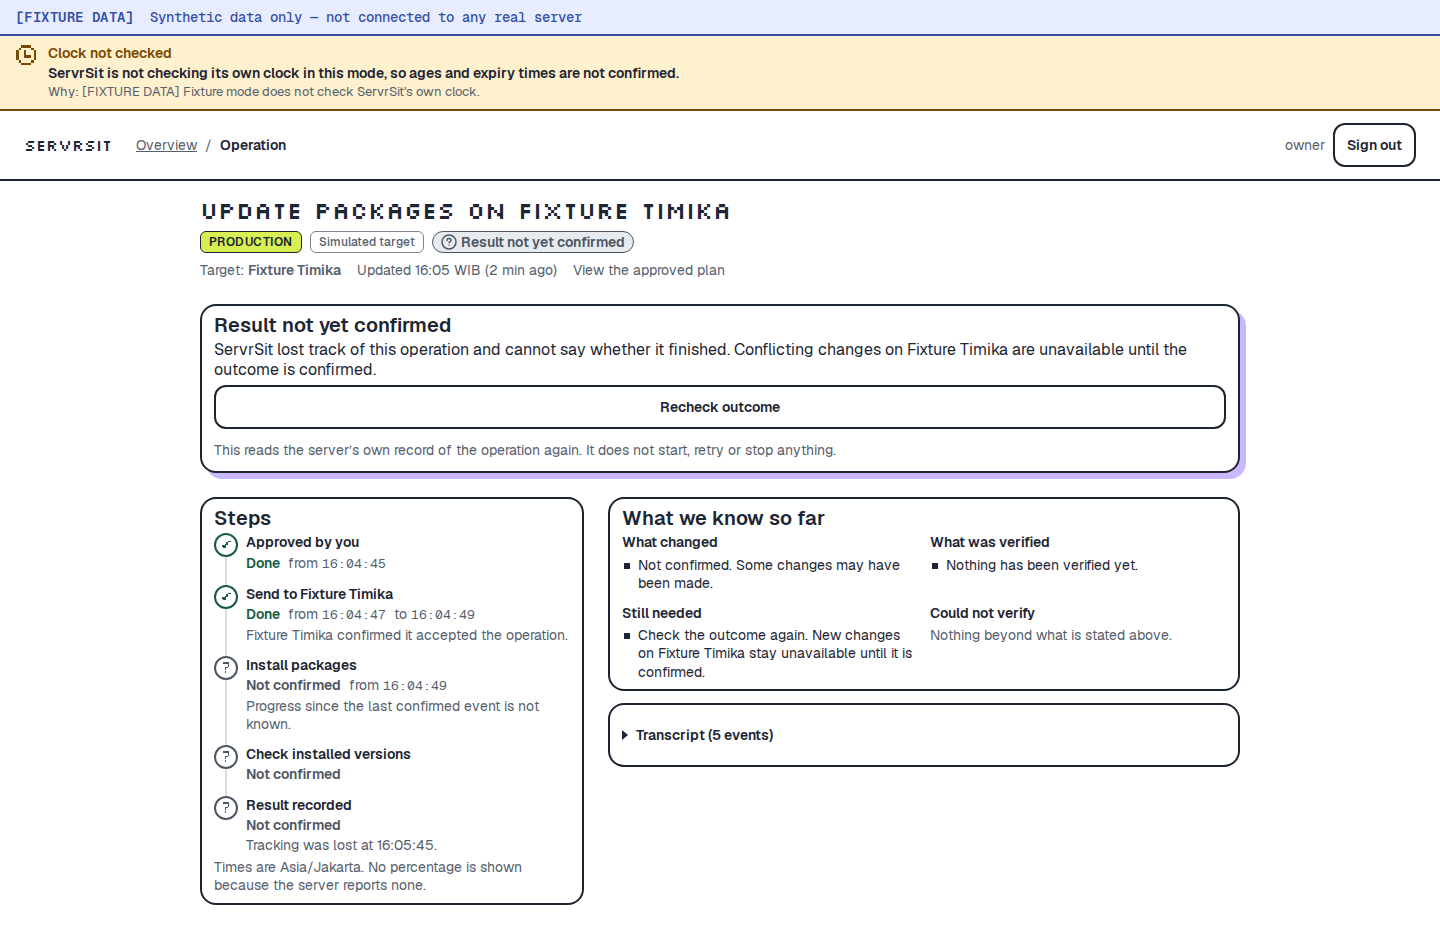 [FIXTURE DATA] Synthetic data only — not connected to any real server
Clock not checked
ServrSit is not checking its own clock in this mode, so ages and expiry times are not confirmed.
Why: [FIXTURE DATA] Fixture mode does not check ServrSit's own clock.
SERVRSIT
Overview / Operation
owner
Sign out
UPDATE PACKAGES ON FIXTURE TIMIKA
PRODUCTION
Simulated target
Result not yet confirmed
Target: Fixture Timika Updated 16:05 WIB (2 min ago) View the approved plan
Result not yet confirmed
ServrSit lost track of this operation and cannot say whether it finished. Conflicting changes on Fixture Timika are unavailable until the
outcome is confirmed.
Recheck outcome
This reads the server's own record of the operation again. It does not start, retry or stop anything.
Steps
Approved by you
Done from 16:04:45
Send to Fixture Timika
Done from 16:04:47 to 16:04:49
Fixture Timika confirmed it accepted the operation.
Install packages
Not confirmed from 16:04:49
Progress since the last confirmed event is not
known.
Check installed versions
Not confirmed
Result recorded
Not confirmed
Tracking was lost at 16:05:45.
Times are Asia/Jakarta. No percentage is shown
because the server reports none.
What we know so far
What changed
Not confirmed. Some changes may have
been made.
What was verified
Nothing has been verified yet.
Still needed
Check the outcome again. New changes
on Fixture Timika stay unavailable until it is
confirmed.
Could not verify
Nothing beyond what is stated above.
Transcript (5 events)